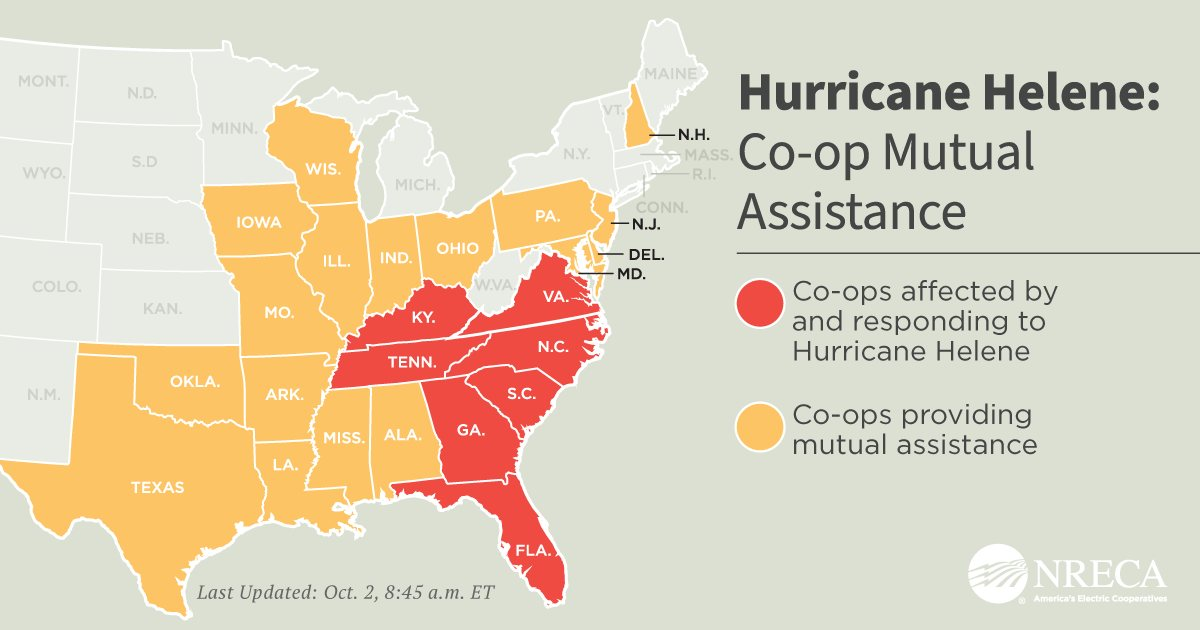 Hurricane Helene:
Co-op Mutual
Assistance
Co-ops affected by
and responding to
Hurricane Helene
Co-ops providing
mutual assistance
MONT.
N.D.
MINN.
WYO.
S.D
NEB.
COLO.
KAN.
N.M.
WIS.
MICH.
IOWA
ILL.
IND.
OHIO
PA.
N.Y.
VT.
MAINE
N.H.
MASS.
R.I.
CONN.
N.J.
DEL.
MD.
W.VA.
VA.
KY.
MO.
TENN.
N.C.
OKLA.
ARK.
S.C.
MISS.
ALA.
GA.
LA.
TEXAS
FLA.
Last Updated: Oct. 2, 8:45 a.m. ET
NRECA
®
America's Electric Cooperatives